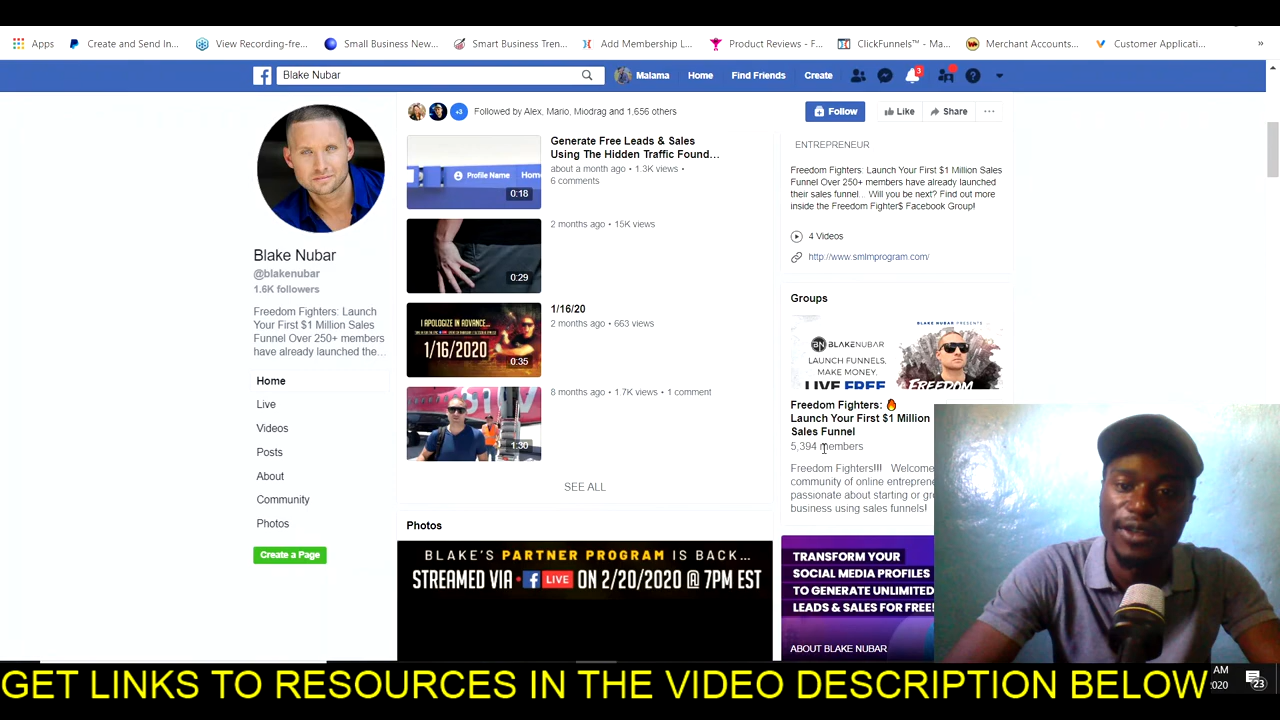 Apps
Create and Send In...
View Recording-fre...
Small Business New...
Smart Business Tren...
Add Membership L...
Product Reviews - F...
ClickFunnels™ - Ma...
Merchant Accounts...
Customer Applicati...
»
Blake Nubar
Malama
Home
Find Friends
Create
3
Followed by Alex, Mario, Miodrag and 1,656 others
+3
Follow
Like
Share
Blake Nubar
@blakenubar
1.6K followers
Freedom Fighters: Launch
Your First $1 Million Sales
Funnel Over 250+ members
have already launched the...
Home
Live
Videos
Posts
About
Community
Photos
Create a Page
Profile Name
Hom
0:18
Generate Free Leads & Sales
Using The Hidden Traffic Found...
about a month ago • 1.3K views •
6 comments
0:29
2 months ago • 15K views
I APOLOGIZE IN ADVANCE...
1/16/2020
0:35
1/16/20
2 months ago • 663 views
1:30
8 months ago • 1.7K views • 1 comment
SEE ALL
Photos
BLAKE'S PARTNER PROGRAM IS BACK...
STREAMED VIA • f LIVE ON 2/20/2020 @ 7PM EST
ENTREPRENEUR
Freedom Fighters: Launch Your First $1 Million Sales
Funnel Over 250+ members have already launched
their sales funnel... Will you be next? Find out more
inside the Freedom Fighter$ Facebook Group!
4 Videos
http://www.smlmprogram.com/
Groups
BLAKE NUBAR PRESENTS
BN BLAKENUBAR
LAUNCH FUNNELS.
MAKE MONEY.
LIVE FREE
FREEDOM
Freedom Fighters: 🔥
Launch Your First $1 Million
Sales Funnel
5,394 members
Freedom Fighters!!! Welcome
community of online entreprene
passionate about starting or gr
business using sales funnels!
TRANSFORM YOUR
SOCIAL MEDIA PROFILES
TO GENERATE UNLIMITED
LEADS & SALES FOR FREE!
ABOUT BLAKE NUBAR
GET LINKS TO RESOURCES IN THE VIDEO DESCRIPTION BELOW
AM
2020
23